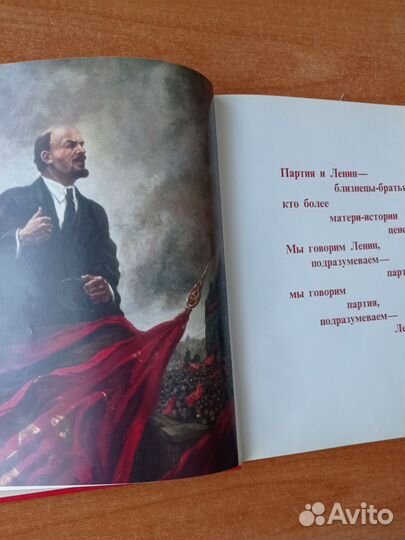 Партия и Ленин—
близнецы-братья
кто более
матери-истории
цене
Мы говорим Ленин,
подразумеваем—
парт
мы говорим
партия,
подразумеваем—
Ле
Avito